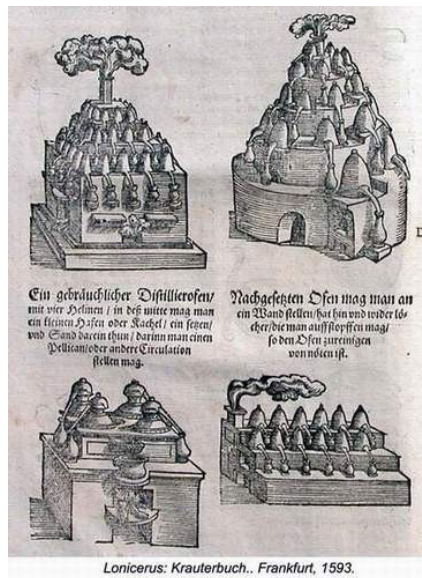 Ein gebräuchlicher Distillierofen/
mit vier Helmen / in deß mitte mag man
ein kleinen Hafen oder Kachel / ein setzen/
vnd Sand darein thun / darinn man einen
Pellican/oder andere Circulation
stellen mag.
Nachgesetzten Ofen mag man an
ein Wand stellen/hat hin vnd wider lö-
cher/die man auffstopffen mag/
so den Ofen zureinigen
von nöten ist.
D
Lonicerus: Krauterbuch.. Frankfurt, 1593.